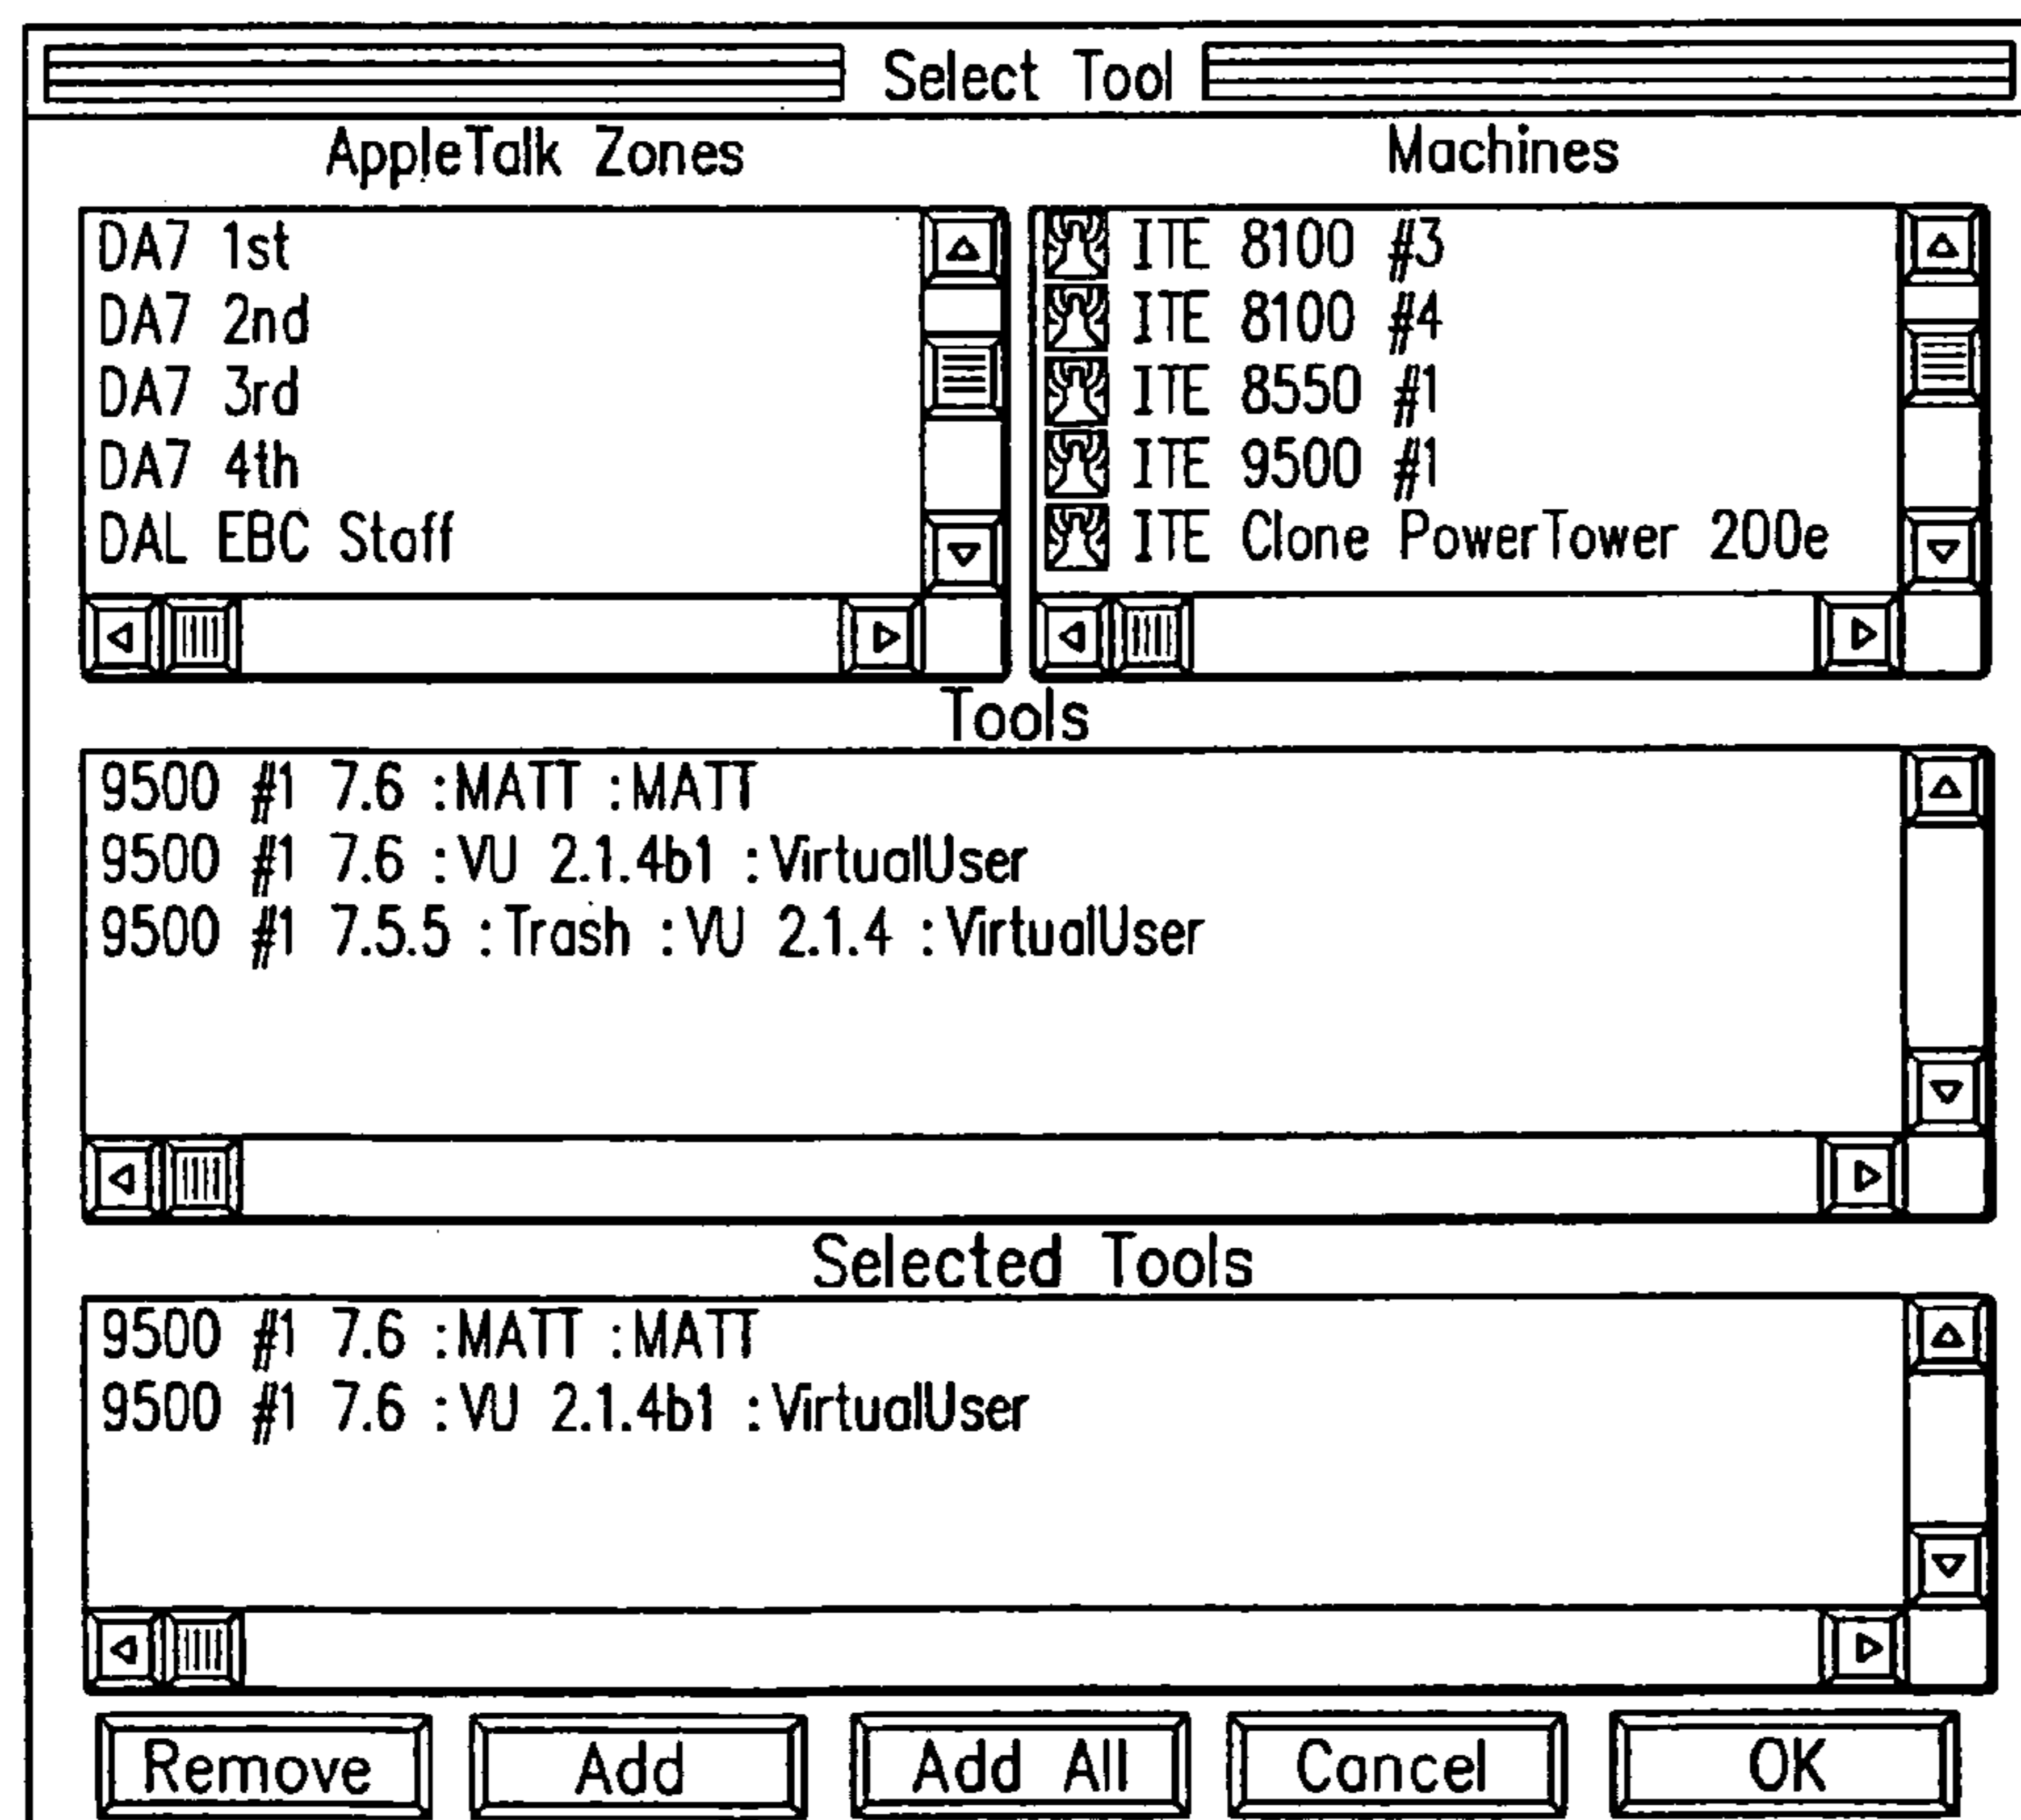 Select Tool
AppleTalk Zones
DA7 1st
DA7 2nd
DA7 3rd
DA7 4th
DAL EBC Staff
Machines
ITE 8100 #3
ITE 8100 #4
ITE 8550 #1
ITE 9500 #1
ITE Clone PowerTower 200e
Tools
9500 #1 7.6 :MATT :MATT
9500 #1 7.6 :VU 2.1.4b1 :VirtualUser
9500 #1 7.5.5 :Trash :VU 2.1.4 :VirtualUser
Selected Tools
9500 #1 7.6 :MATT :MATT
9500 #1 7.6 :VU 2.1.4b1 :VirtualUser
Remove Add Add All Cancel OK